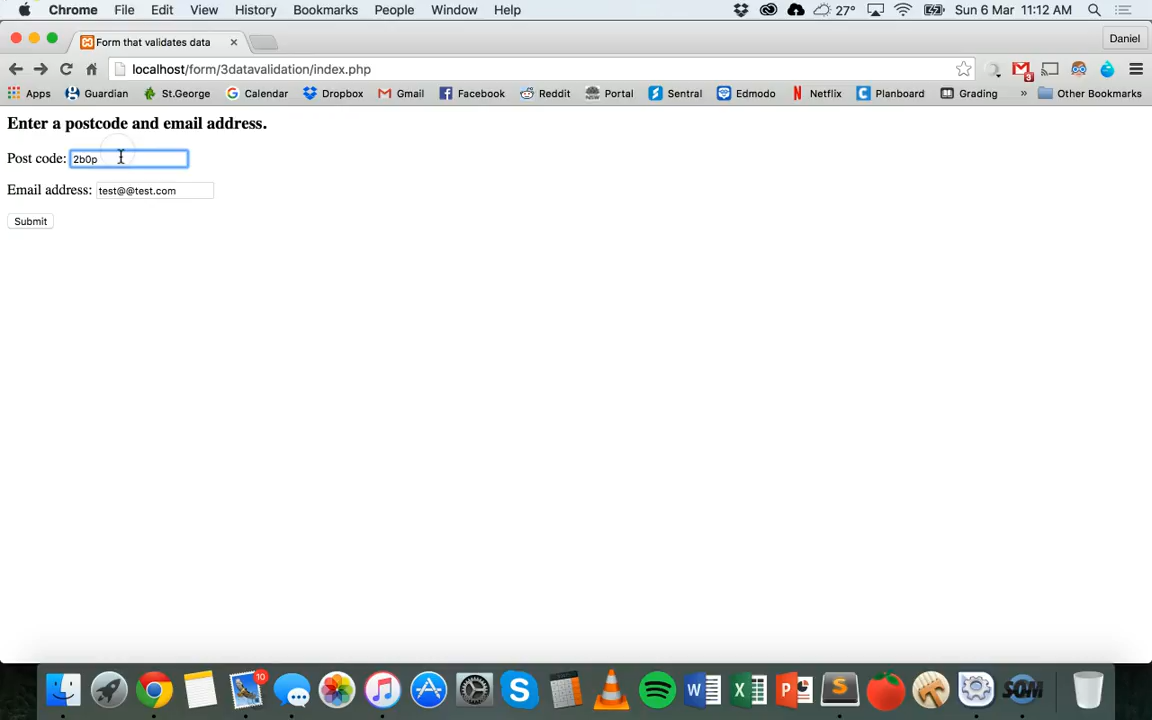 Chrome File Edit View History Bookmarks People Window Help 27° Sun 6 Mar 11:12 AM
Form that validates data Daniel
localhost/form/3datavalidation/index.php 3
Apps Guardian St.George Calendar Dropbox Gmail Facebook Reddit Portal Sentral Edmodo Netflix Planboard Grading » Other Bookmarks
Enter a postcode and email address.
Post code: 2b0p
Email address: test@@test.com
Submit
10
SOM